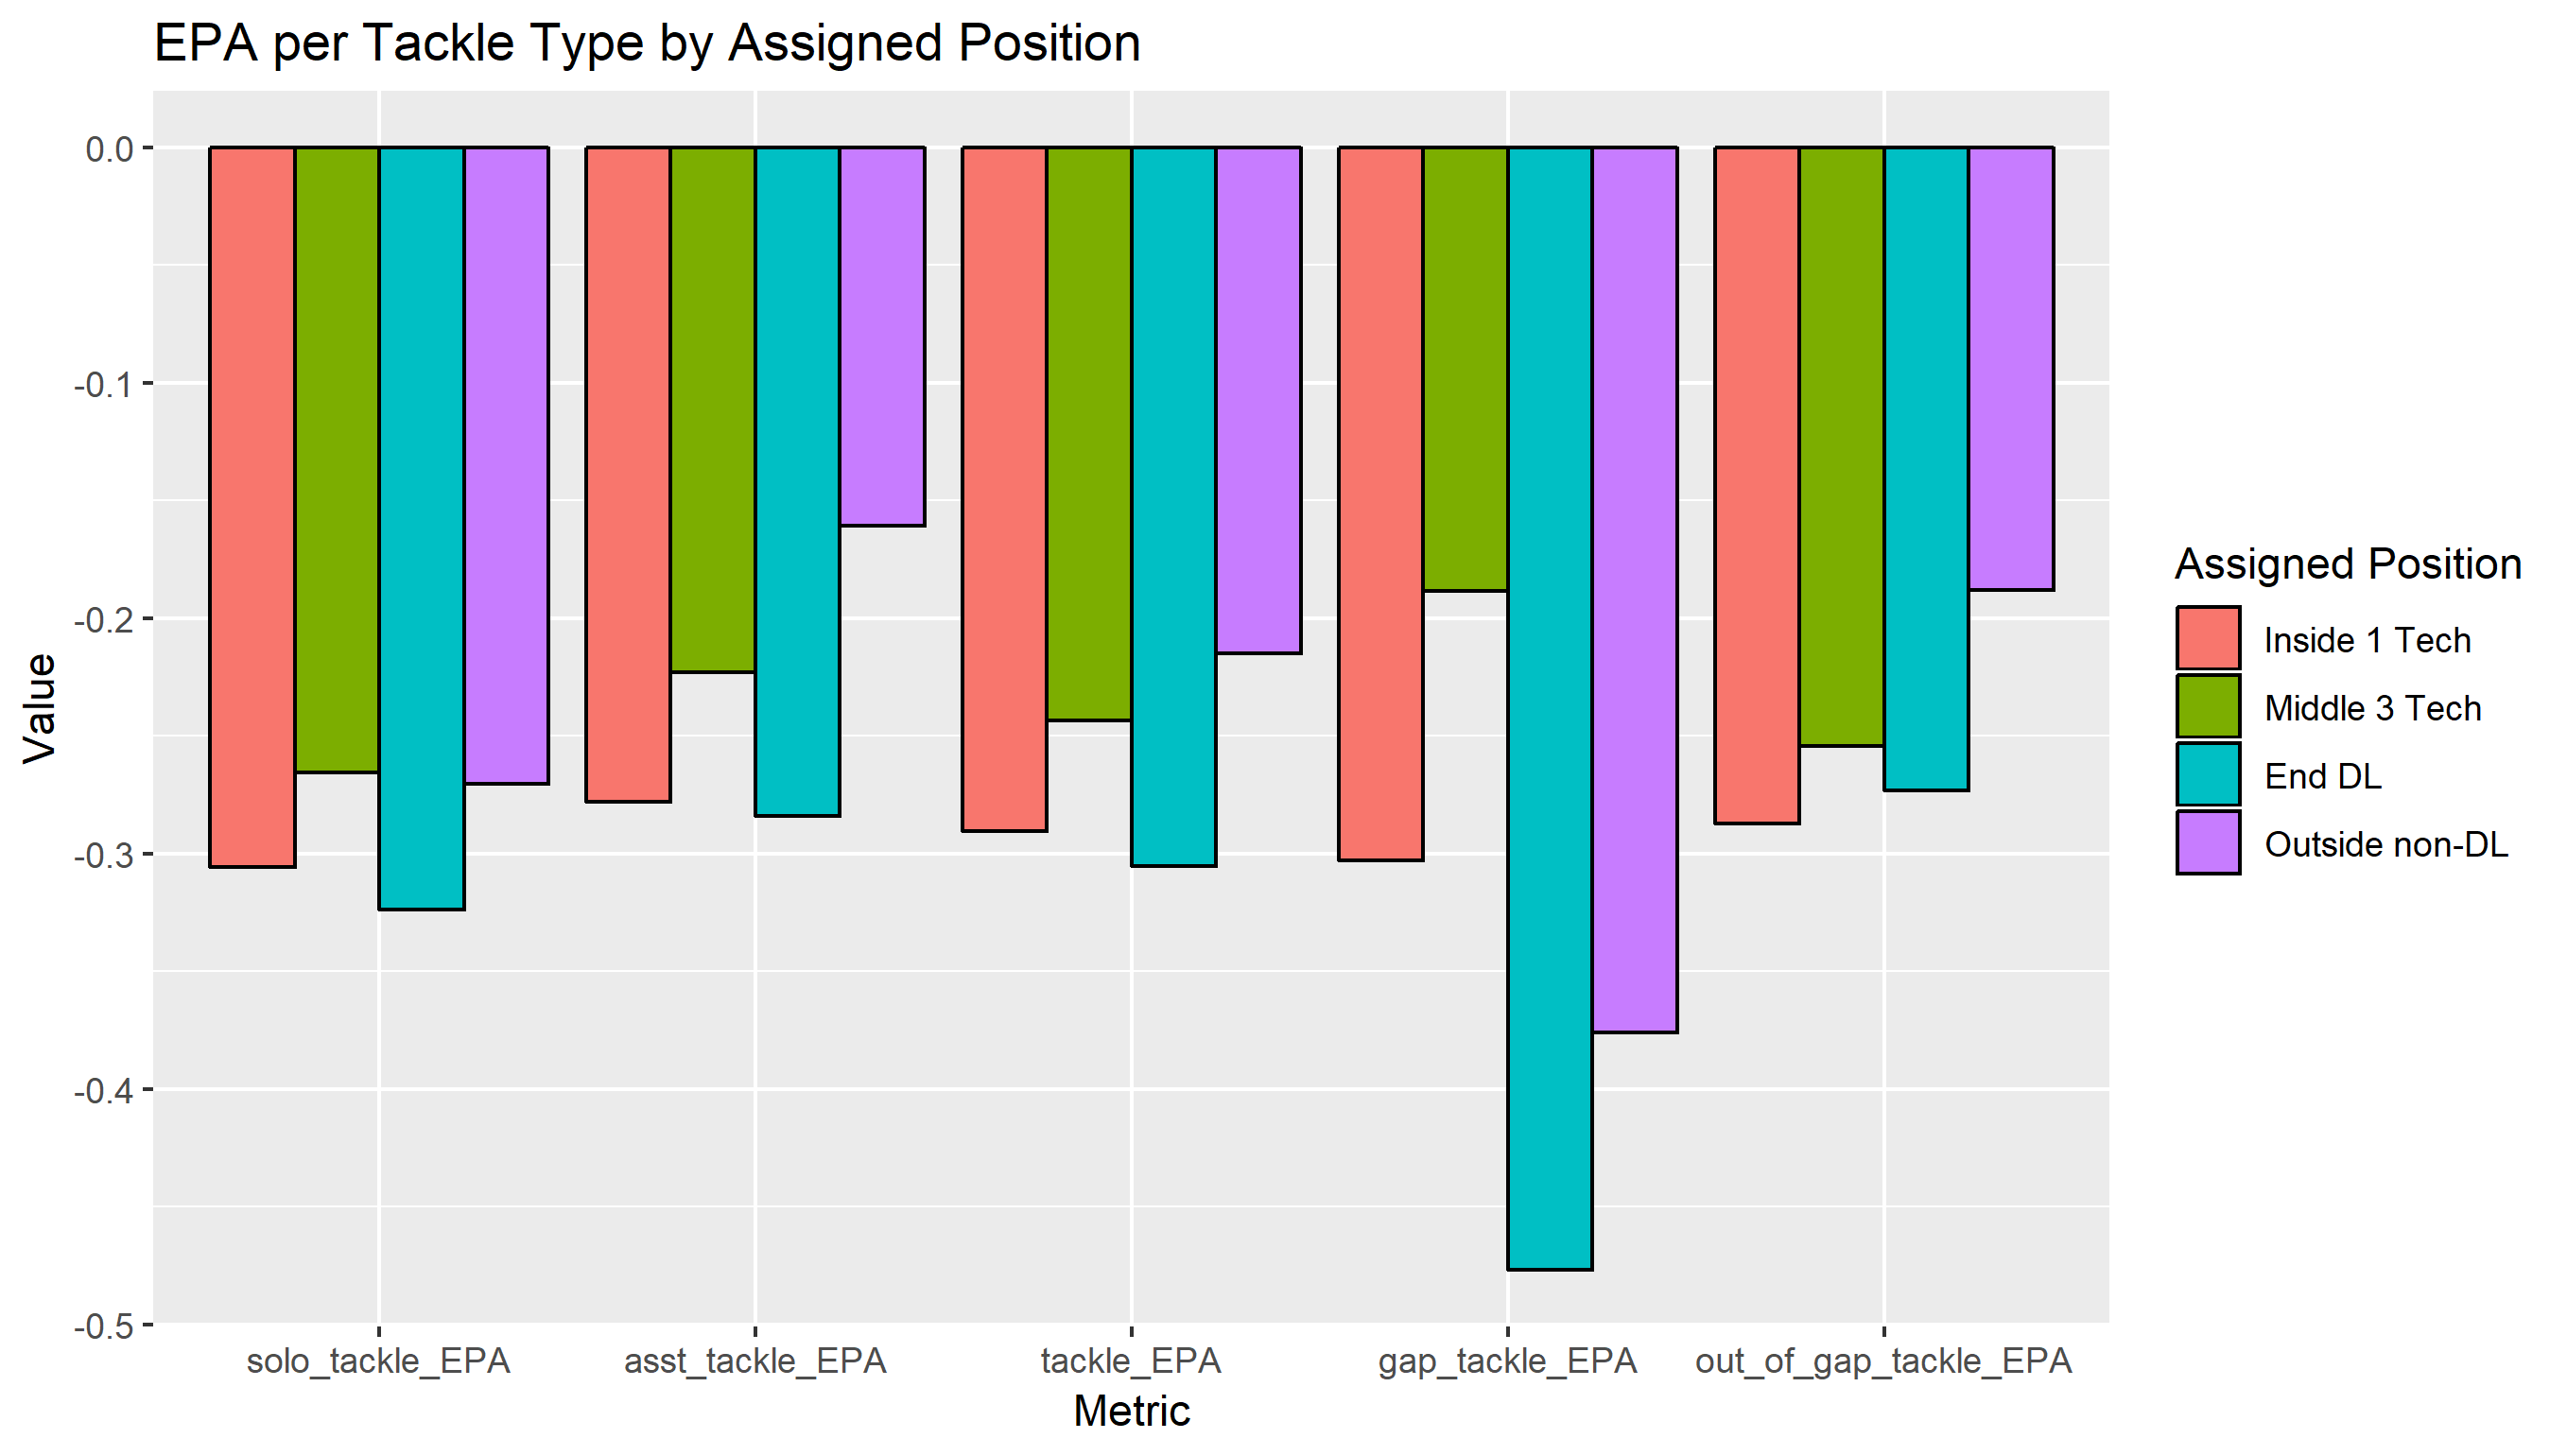 EPA per Tackle Type by Assigned Position
0.0
-0.1
-0.2
-0.3
-0.4
-0.5
Value
solo_tackle_EPA
asst_tackle_EPA
tackle_EPA
gap_tackle_EPA
out_of_gap_tackle_EPA
Metric
Assigned Position
Inside 1 Tech
Middle 3 Tech
End DL
Outside non-DL